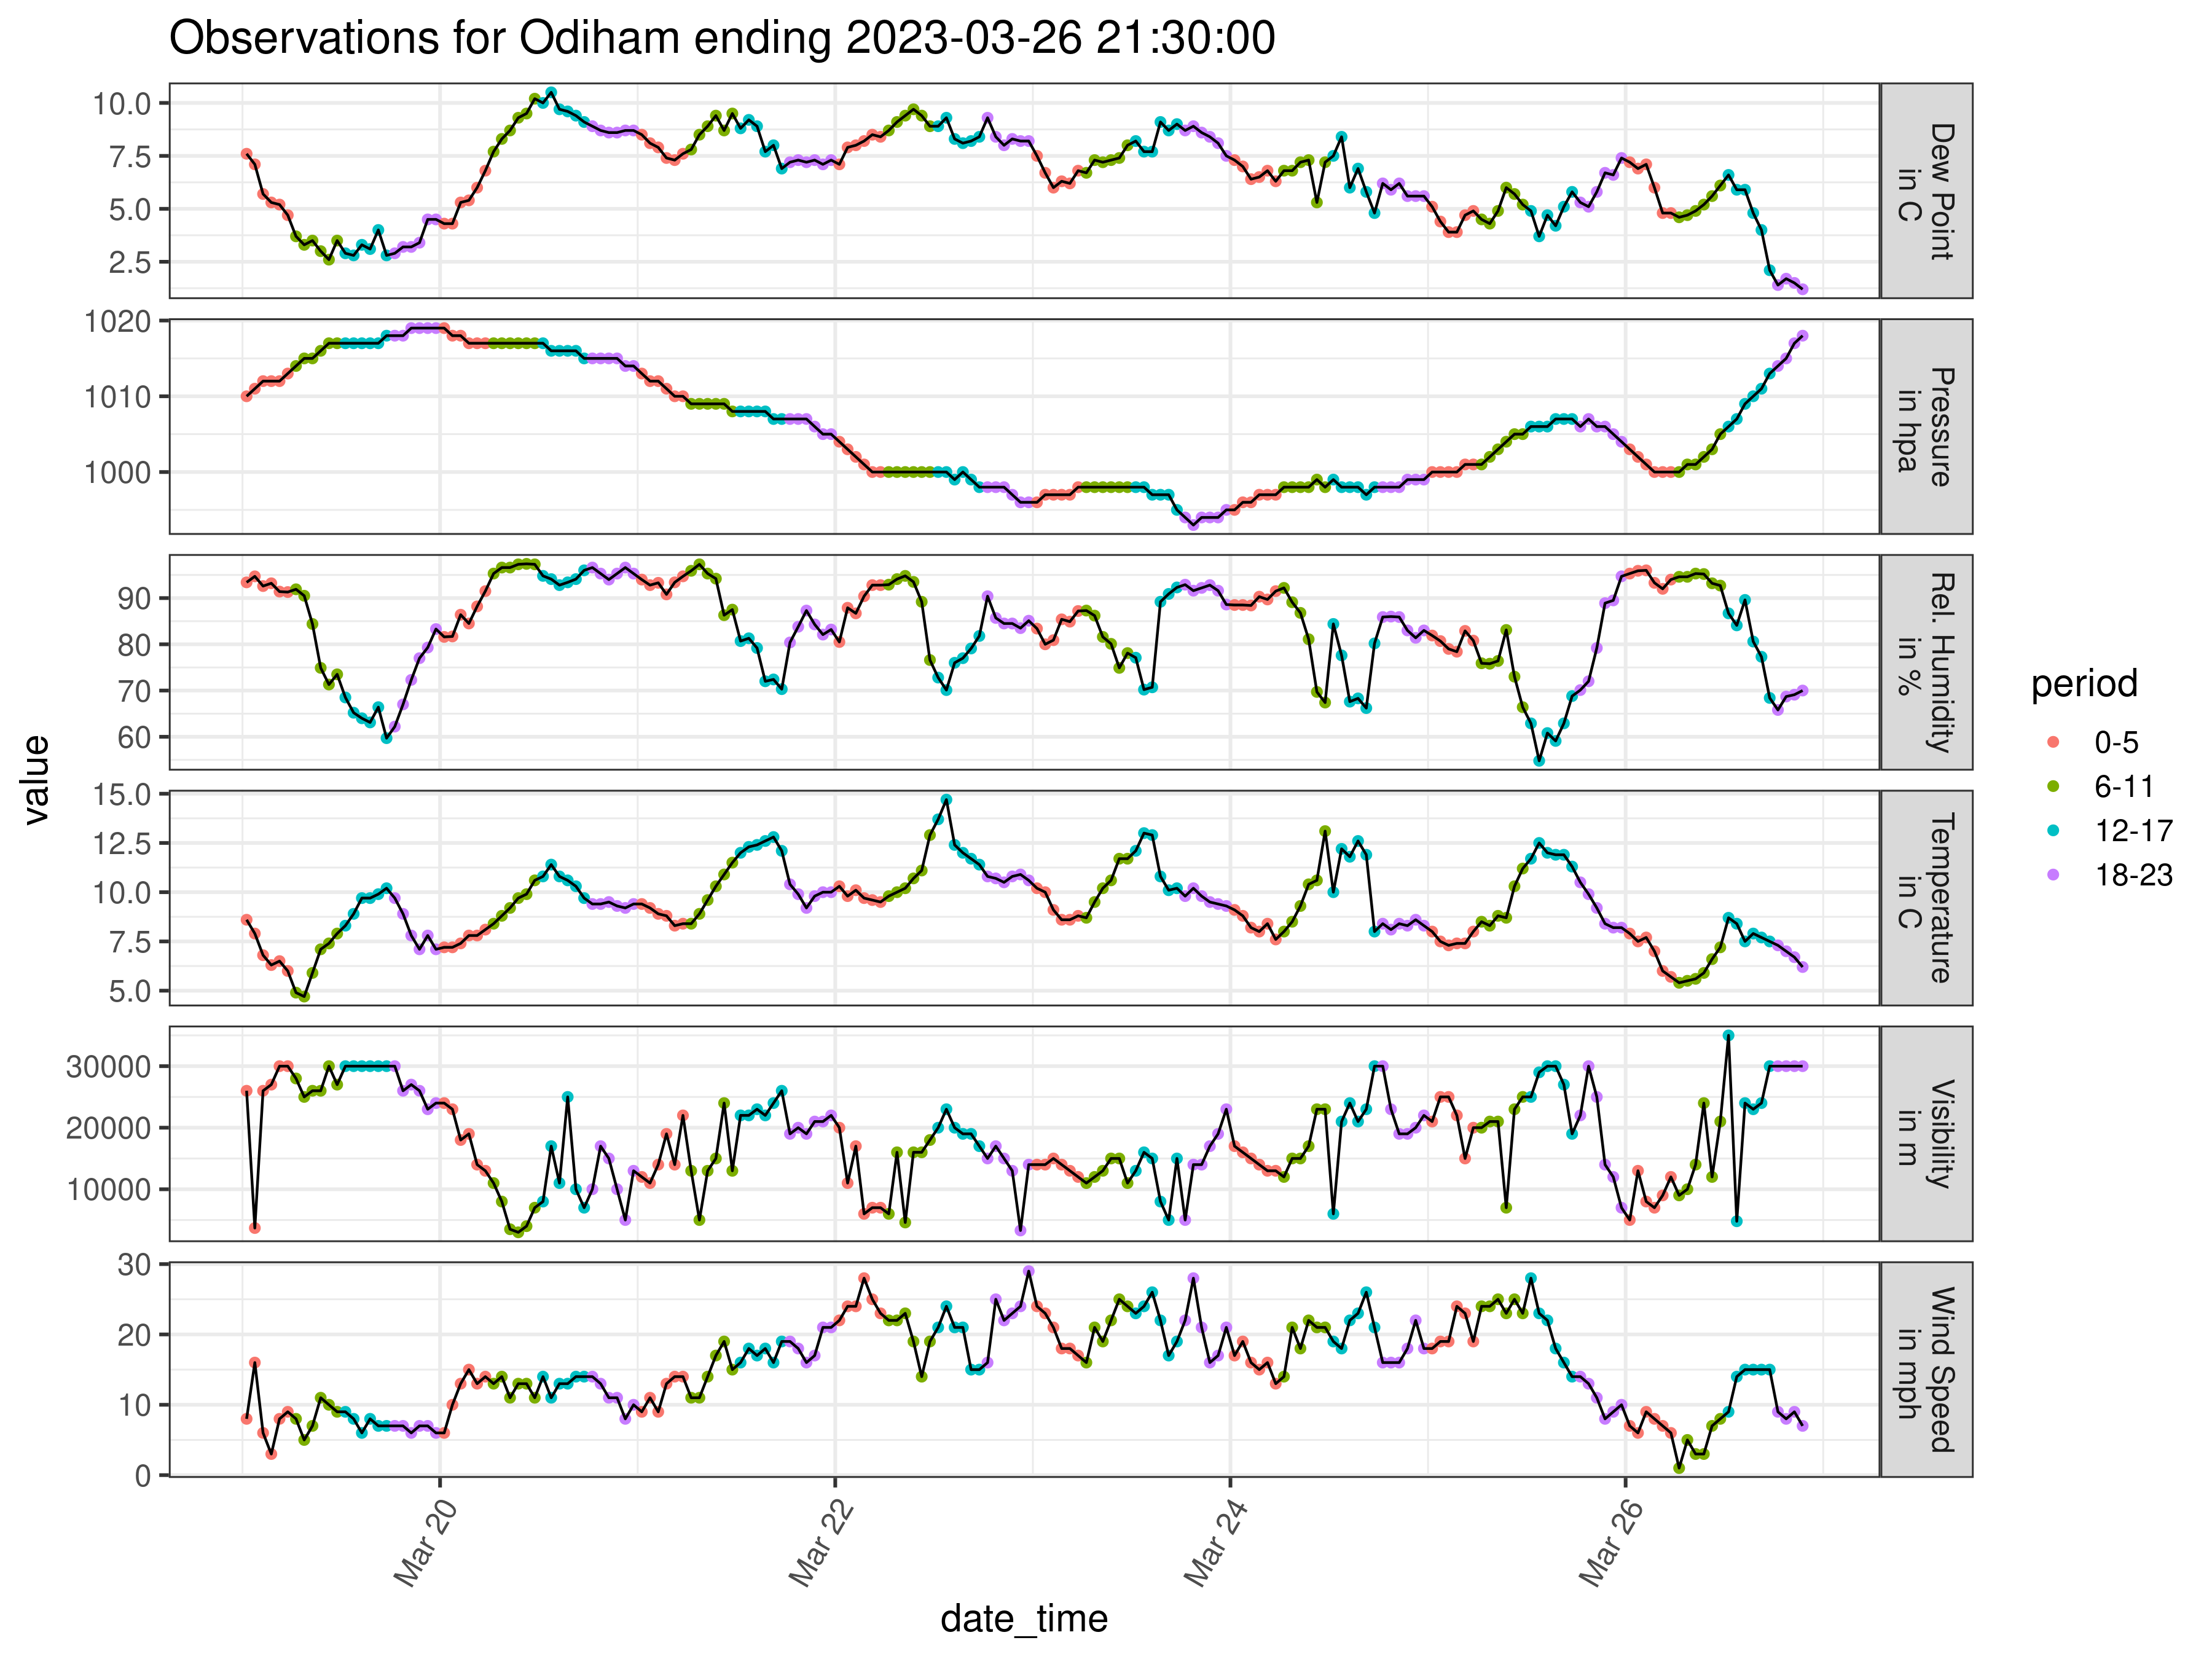 Observations for Odiham ending 2023-03-26 21:30:00
value
10.0
7.5
5.0
2.5
Dew Point
in C
1020
1010
1000
Pressure
in hpa
90
80
70
60
Rel. Humidity
in %
15.0
12.5
10.0
7.5
5.0
Temperature
in C
30000
20000
10000
Visibility
in m
30
20
10
0
Wind Speed
in mph
Mar 20
Mar 22
Mar 24
Mar 26
date_time
period
0-5
6-11
12-17
18-23